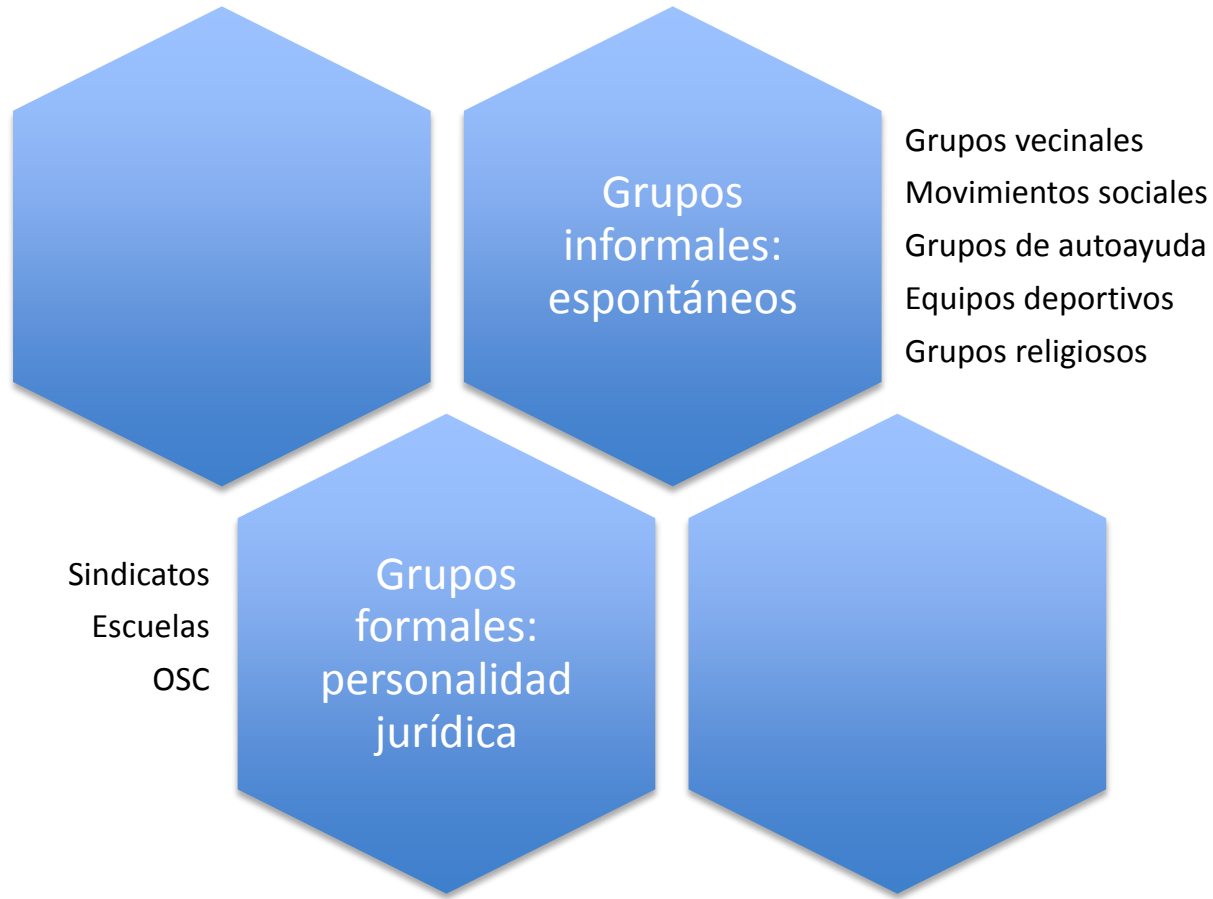 Grupos
informales:
espontáneos
Grupos vecinales
Movimientos sociales
Grupos de autoayuda
Equipos deportivos
Grupos religiosos
Sindicatos
Escuelas
OSC
Grupos
formales:
personalidad
jurídica